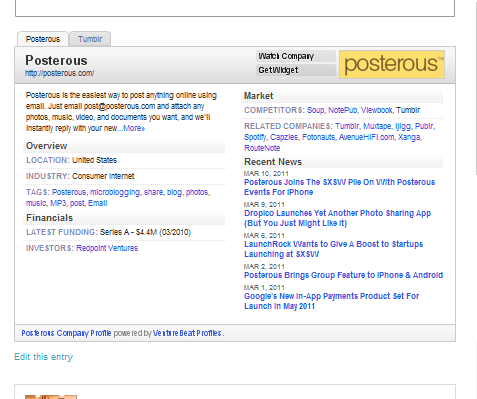 Posterous Tumblr
Posterous
http://posterous.com/
Watch Company
Get Widget
posterous™
Posterous is the easiest way to post anything online using
email. Just email post@posterous.com and attach any
photos, music, video, and documents you want, and we'll
instantly reply with your new...More»
Overview
LOCATION: United States
INDUSTRY: Consumer Internet
TAGS: Posterous, microblogging, share, blog, photos,
music, MP3, post, Email
Financials
LATEST FUNDING: Series A - $4.4M (03/2010)
INVESTORS: Redpoint Ventures
Market
COMPETITORS: Soup, NotePub, Viewbook, Tumblr
RELATED COMPANIES: Tumblr, Muxtape, Ijigg, Publr,
Spotify, Capzles, Fotonauts, AvenueHIFI.com, Xanga,
RouteNote
Recent News
MAR 10, 2011
Posterous Joins The SXSW Pile On With Posterous
Events For iPhone
MAR 9, 2011
Dropico Launches Yet Another Photo Sharing App
(But You Just Might Like It)
MAR 6, 2011
LaunchRock Wants to Give A Boost to Startups
Launching at SXSW
MAR 2, 2011
Posterous Brings Group Feature to iPhone & Android
MAR 1, 2011
Google's New In-App Payments Product Set For
Launch in May 2011
Posterous Company Profile powered by VentureBeat Profiles.
Edit this entry